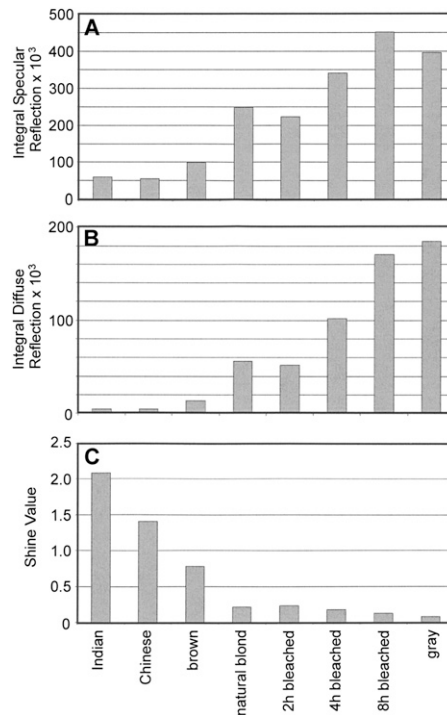 A
Integral Specular
Reflection x 10³
500
400
300
200
100
0
B
Integral Diffuse
Reflection x 10³
200
100
0
C
Shine Value
2.5
2.0
1.5
1.0
0.5
0
Indian
Chinese
brown
natural blond
2h bleached
4h bleached
8h bleached
gray